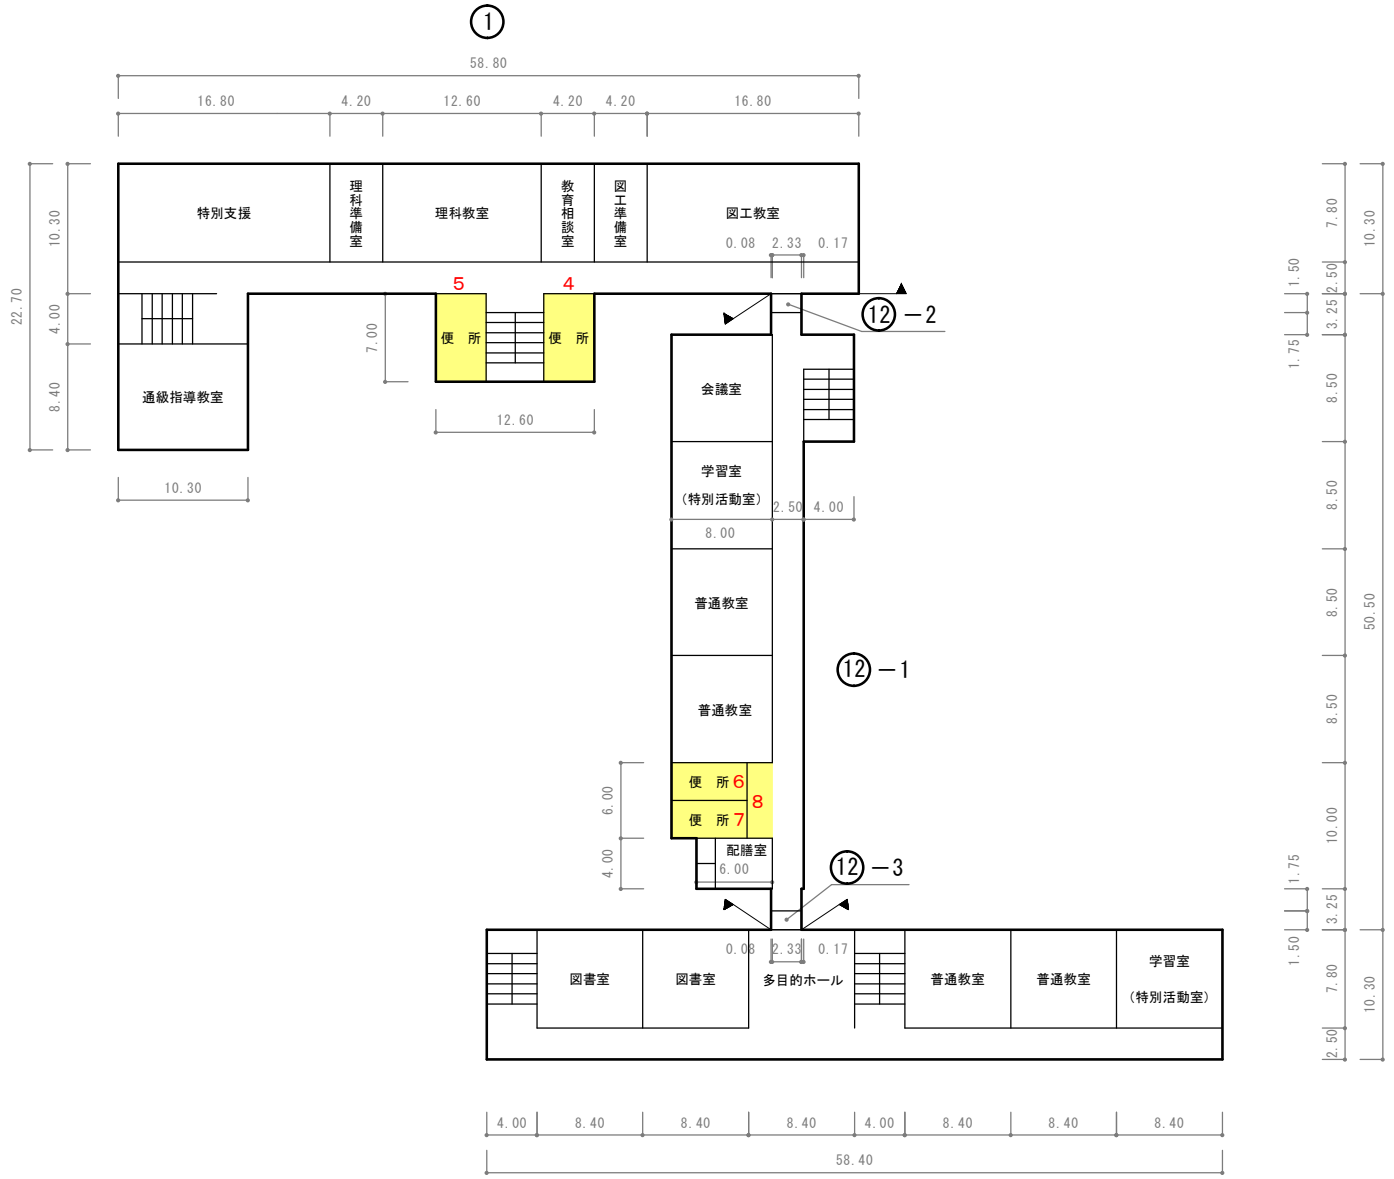 1
58.80
16.80 4.20 12.60 4.20 4.20 16.80
特別支援
理科準備室
理科教室
教育相談室
図工準備室
図工教室
0.08 2.33 0.17
10.30
22.70
4.00
8.40
5
4
便 所
便 所
7.00
通級指導教室
12.60
10.30
12-2
7.80
10.30
1.50
2.50
3.25
1.75
会議室
8.50
学習室
(特別活動室)
2.50 4.00
8.00
8.50
普通教室
8.50
50.50
12-1
普通教室
8.50
6.00
便 所 6
8
便 所 7
10.00
4.00
配膳室
6.00
12-3
1.75
3.25
1.50
0.08 2.33 0.17
図書室
図書室
多目的ホール
普通教室
普通教室
学習室
(特別活動室)
7.80
10.30
2.50
4.00 8.40 8.40 8.40 4.00 8.40 8.40 8.40
58.40